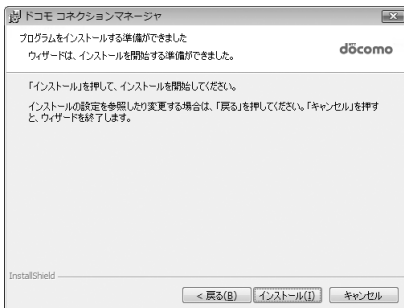 ドコモ コネクションマネージャ
プログラムをインストールする準備ができました
ウィザードは、インストールを開始する準備ができました。
döcomo
「インストール」を押して、インストールを開始してください。
インストールの設定を参照したり変更する場合は、「戻る」を押してください。「キャンセル」を押す
と、ウィザードを終了します。
InstallShield
< 戻る(B)
インストール(I)
キャンセル